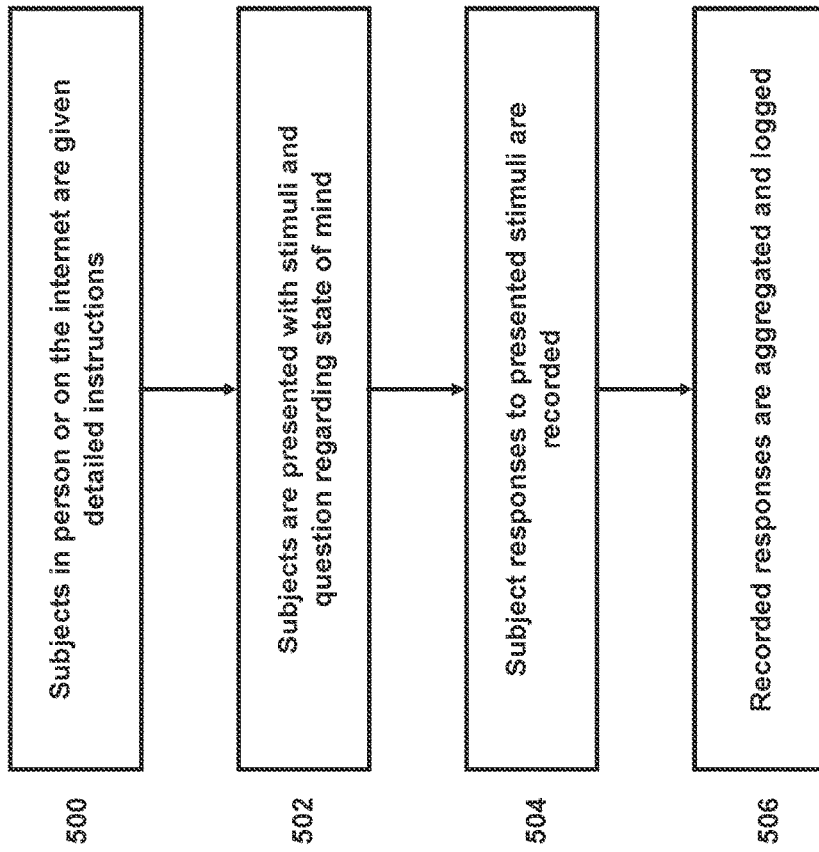 500
Subjects in person or on the internet are given
detailed instructions
502
Subjects are presented with stimuli and
question regarding state of mind
504
Subject responses to presented stimuli are
recorded
506
Recorded responses are aggregated and logged